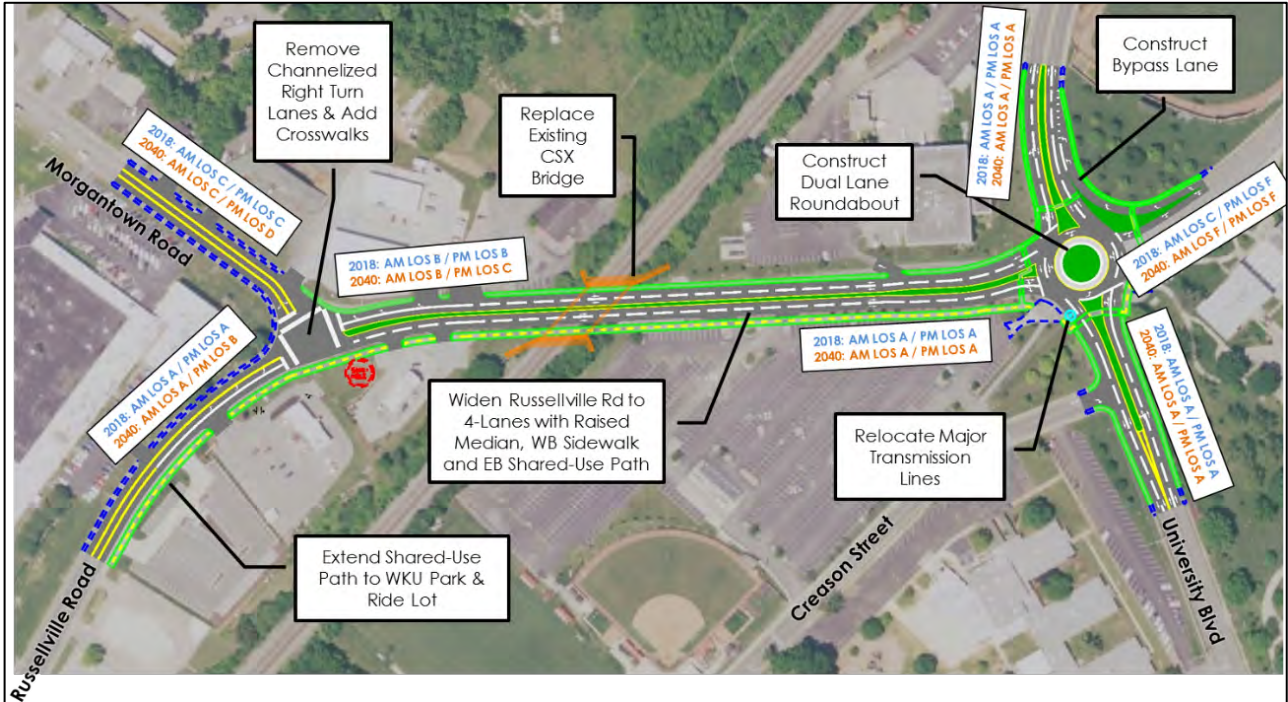 Remove
Channelized
Right Turn
Lanes & Add
Crosswalks
Replace
Existing
CSX
Bridge
Construct
Bypass Lane
Construct
Dual Lane
Roundabout
2018: AM LOS A / PM LOS A
2040: AM LOS A / PM LOS A
2018: AM LOS C / PM LOS C
2040: AM LOS C / PM LOS D
Morgantown Road
2018: AM LOS B / PM LOS B
2040: AM LOS B / PM LOS C
2018: AM LOS C / PM LOS F
2040: AM LOS F / PM LOS F
2018: AM LOS A / PM LOS A
2040: AM LOS A / PM LOS B
2018: AM LOS A / PM LOS A
2040: AM LOS A / PM LOS A
2018: AM LOS A / PM LOS A
2040: AM LOS A / PM LOS A
Widen Russellville Rd to
4-Lanes with Raised
Median, WB Sidewalk
and EB Shared-Use Path
Relocate Major
Transmission
Lines
Extend Shared-Use
Path to WKU Park &
Ride Lot
Russellville Road
Creason Street
University Blvd